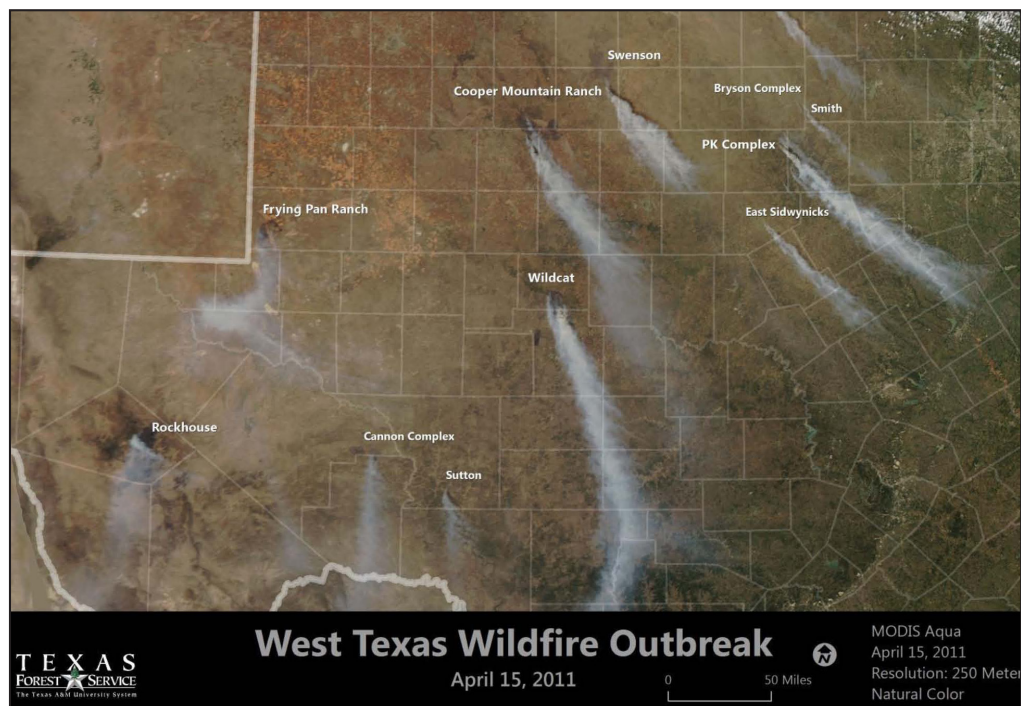 Swenson
Cooper Mountain Ranch
Bryson Complex
Smith
PK Complex
Frying Pan Ranch
East Sidwynicks
Wildcat
Rockhouse
Cannon Complex
Sutton
TEXAS
FOREST SERVICE
The Texas A&M University System
West Texas Wildfire Outbreak
April 15, 2011
N
0 50 Miles
MODIS Aqua
April 15, 2011
Resolution: 250 Meter
Natural Color